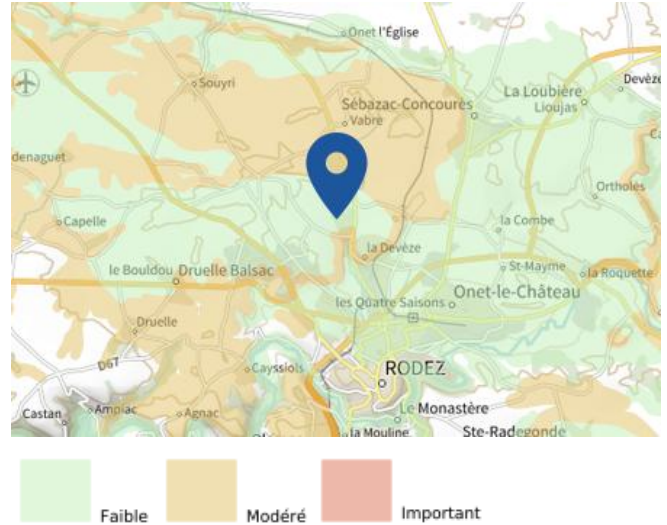 Onet l'Église
Souyri
Devèze
La Loubière
Lioujas
Sébazac-Concourès
Vabre
denaguet
Ortholès
Capelle
la Combe
la Devèze
le Bouldou
Druelle Balsac
St-Mayme
la Roquette
les Quatre Saisons
Onet-le-Château
Druelle
D67
Cayssiols
RODEZ
Castan
Ampiac
Agnac
Le Monastère
la Mouline
Ste-Radegonde
Faible
Modéré
Important